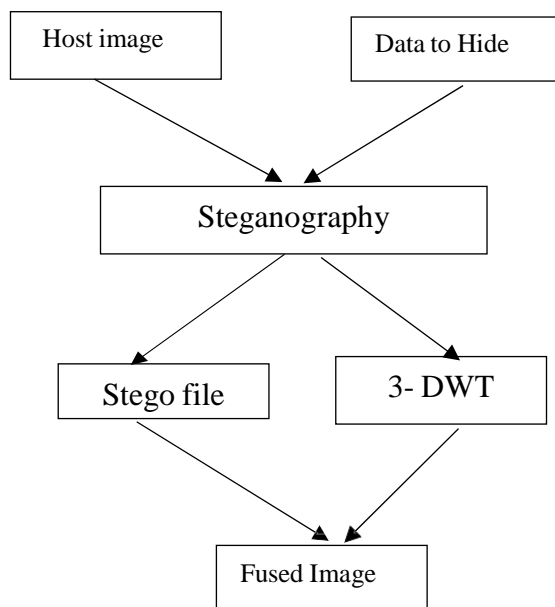 Host image
Data to Hide
Steganography
Stego file
3- DWT
Fused Image